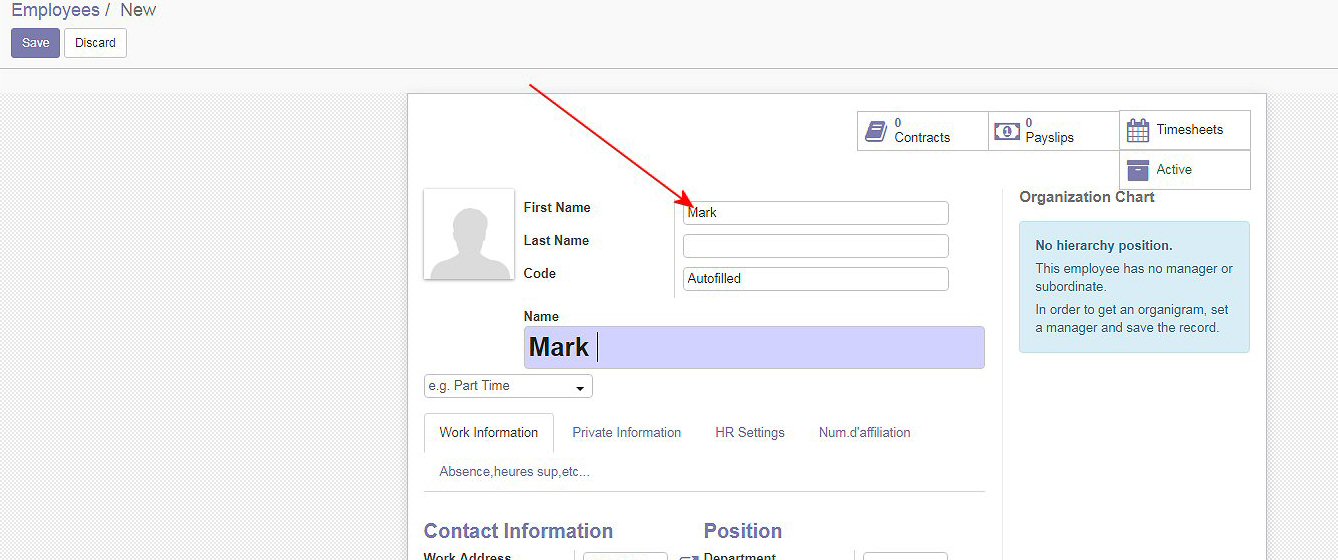 Employees / New
Save Discard
0
Contracts
0
Payslips
Timesheets
Active
First Name Mark
Last Name
Code Autofilled
Name
Mark
e.g. Part Time
Organization Chart
No hierarchy position.
This employee has no manager or
subordinate.
In order to get an organigram, set
a manager and save the record.
Work Information Private Information HR Settings Num.d'affiliation
Absence,heures sup,etc...
Contact Information Position
Work Address Department